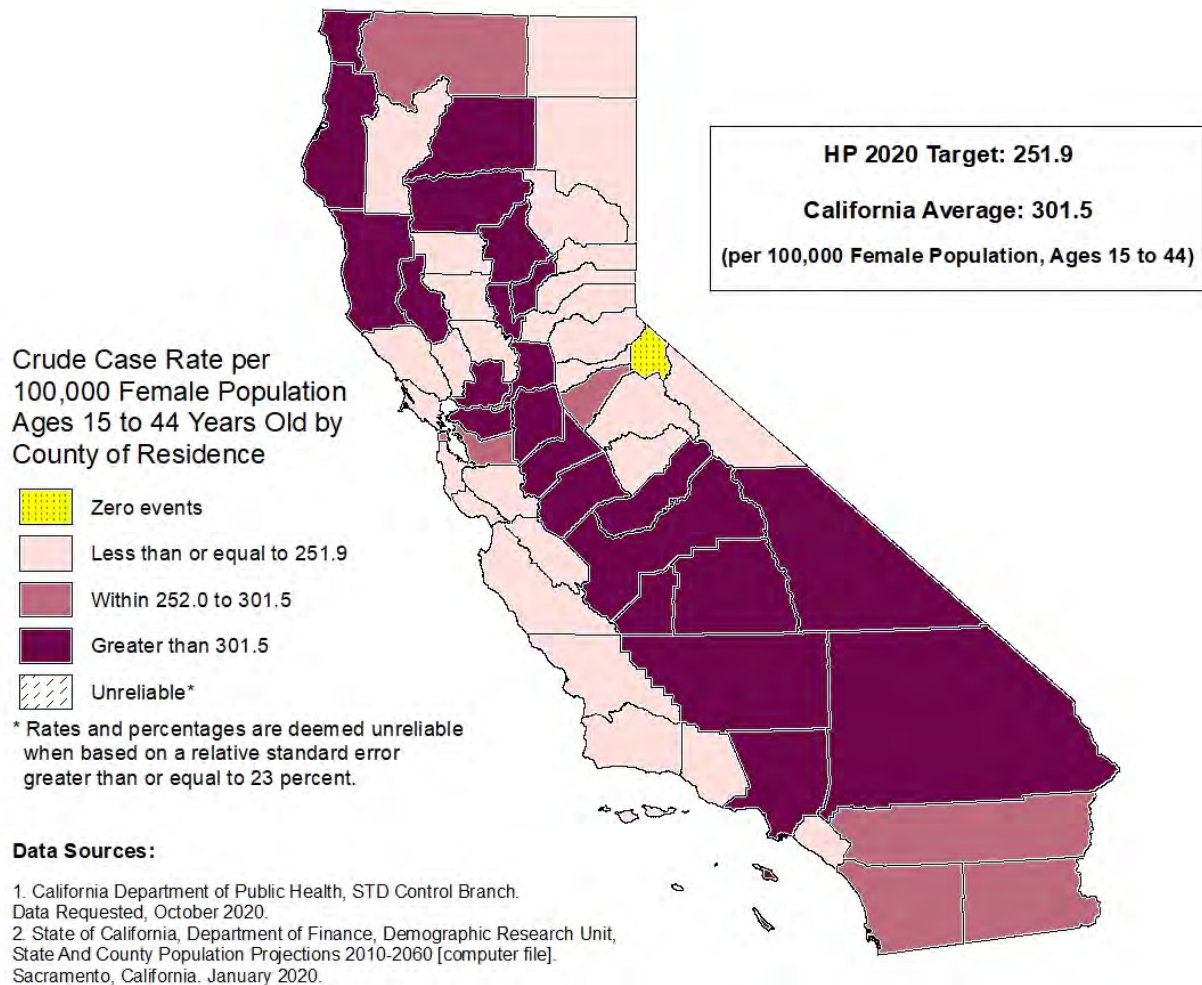 HP 2020 Target: 251.9
California Average: 301.5
(per 100,000 Female Population, Ages 15 to 44)
Crude Case Rate per
100,000 Female Population
Ages 15 to 44 Years Old by
County of Residence
Zero events
Less than or equal to 251.9
Within 252.0 to 301.5
Greater than 301.5
Unreliable*
* Rates and percentages are deemed unreliable
when based on a relative standard error
greater than or equal to 23 percent.
Data Sources:
1. California Department of Public Health, STD Control Branch.
Data Requested, October 2020.
2. State of California, Department of Finance, Demographic Research Unit,
State And County Population Projections 2010-2060 [computer file].
Sacramento, California. January 2020.